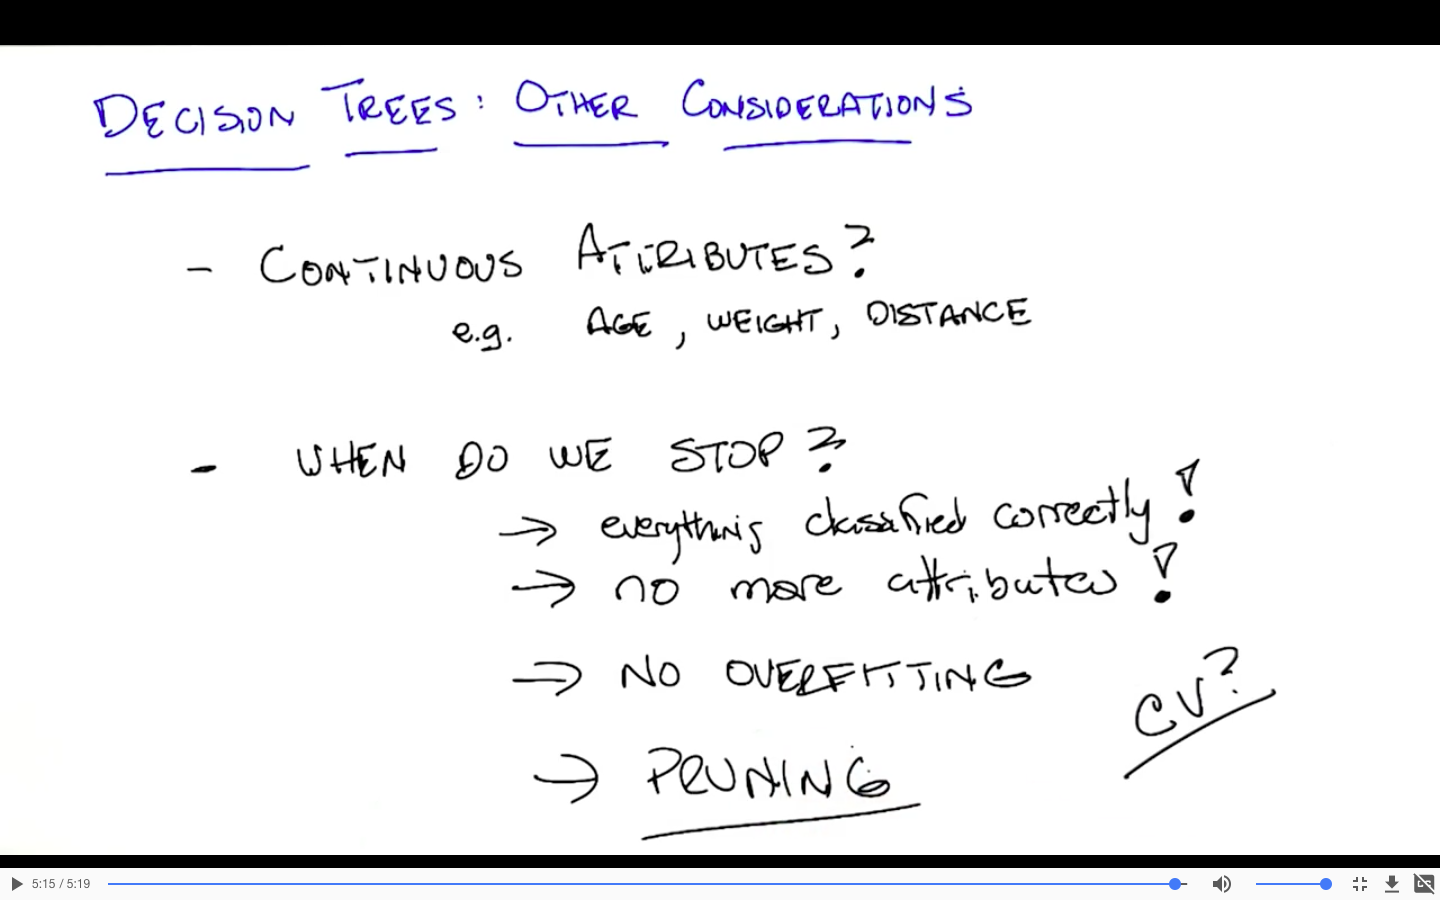 DECISION TREES: OTHER CONSIDERATIONS
- CONTINUOUS ATTRIBUTES?
e.g. AGE, WEIGHT, DISTANCE
- WHEN DO WE STOP?
→ everything classified correctly!
→ no more attributes!
→ NO OVERFITTING
CV?
→ PRUNING
5:15 / 5:19